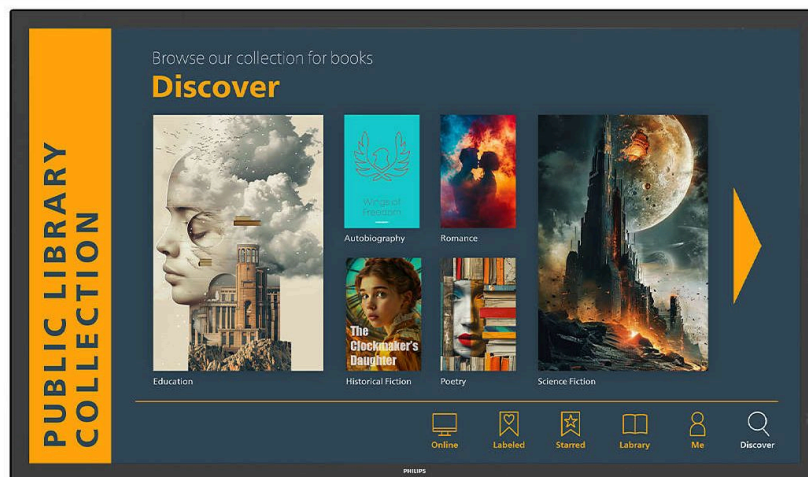 PUBLIC LIBRARY
COLLECTION
Browse our collection for books
Discover
Wings of
Freedom
The
Clockmaker's
Daughter
Education
Autobiography
Romance
Historical Fiction
Poetry
Science Fiction
Online
Labeled
Starred
Library
Me
Discover
PHILIPS